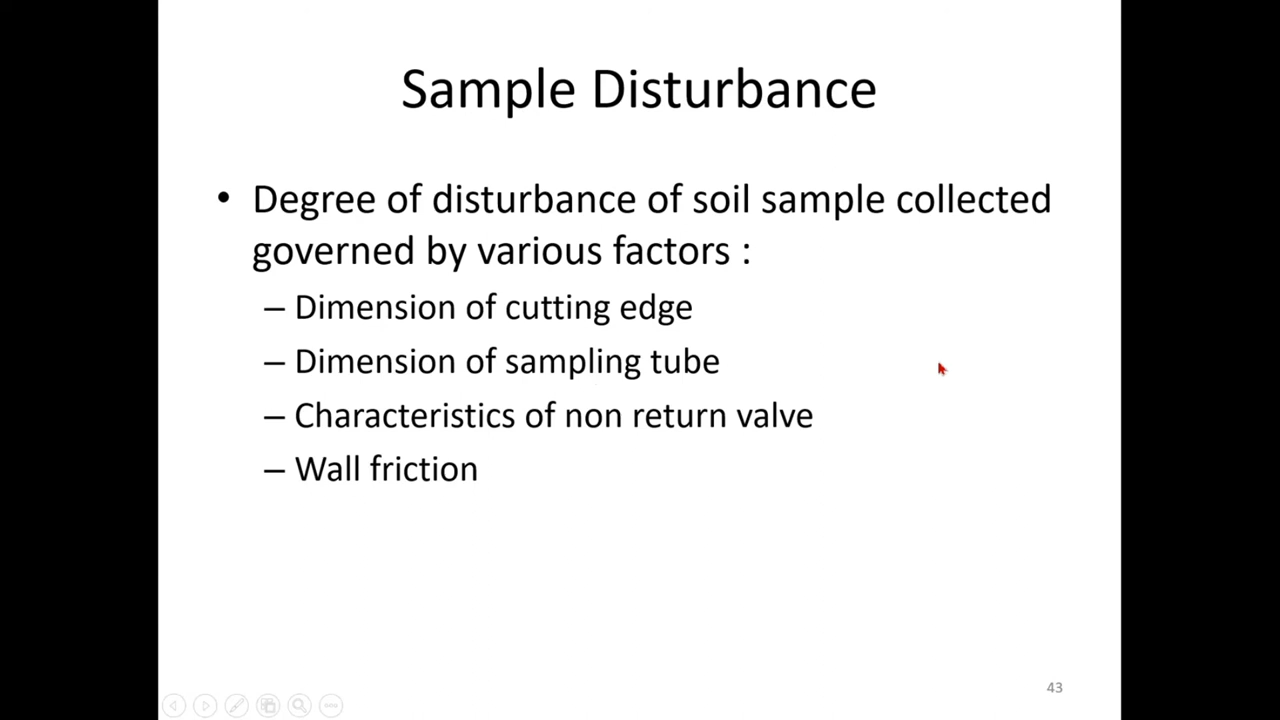 Sample Disturbance
• Degree of disturbance of soil sample collected
governed by various factors :
– Dimension of cutting edge
– Dimension of sampling tube
– Characteristics of non return valve
– Wall friction
43